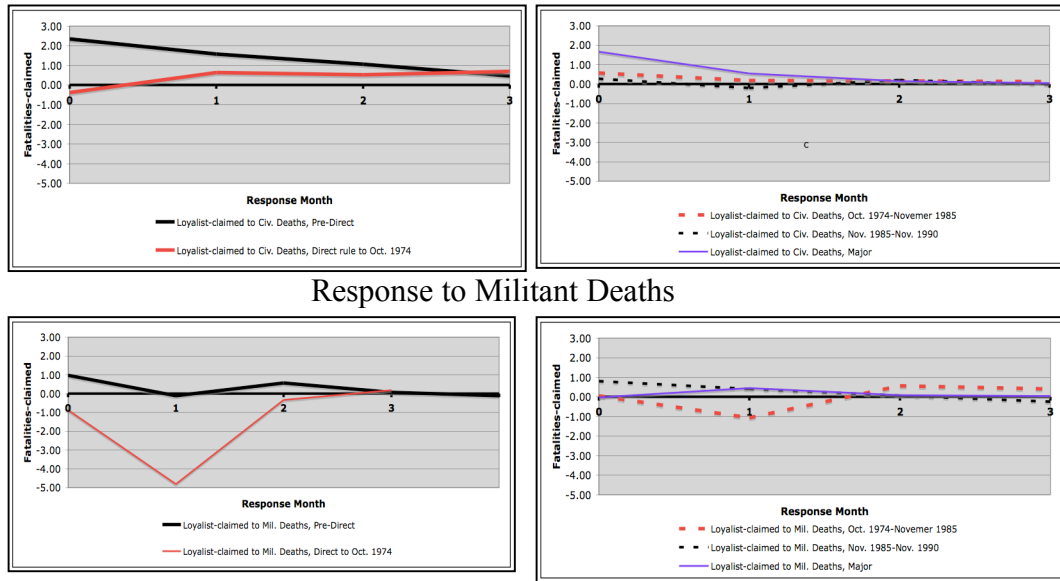 3.00
2.00
1.00
0.00
-1.00
-2.00
-3.00
-4.00
-5.00
Fatalities-claimed
0 1 2 3
Response Month
Loyalist-claimed to Civ. Deaths, Pre-Direct
Loyalist-claimed to Civ. Deaths, Direct rule to Oct. 1974
3.00
2.00
1.00
0.00
-1.00
-2.00
-3.00
-4.00
-5.00
Fatalities-claimed
0 1 2 3
C
Response Month
Loyalist-claimed to Civ. Deaths, Oct. 1974-Novemer 1985
Loyalist-claimed to Civ. Deaths, Nov. 1985-Nov. 1990
Loyalist-claimed to Civ. Deaths, Major
Response to Militant Deaths
3.00
2.00
1.00
0.00
-1.00
-2.00
-3.00
-4.00
-5.00
Fatalities-claimed
0 1 2 3
Response Month
Loyalist-claimed to Mil. Deaths, Pre-Direct
Loyalist-claimed to Mil. Deaths, Direct to Oct. 1974
3.00
2.00
1.00
0.00
-1.00
-2.00
-3.00
-4.00
-5.00
Fatalities-claimed
0 1 2 3
Response Month
Loyalist-claimed to Mil. Deaths, Oct. 1974-Novemer 1985
Loyalist-claimed to Mil. Deaths, Nov. 1985-Nov. 1990
Loyalist-claimed to Mil. Deaths, Major